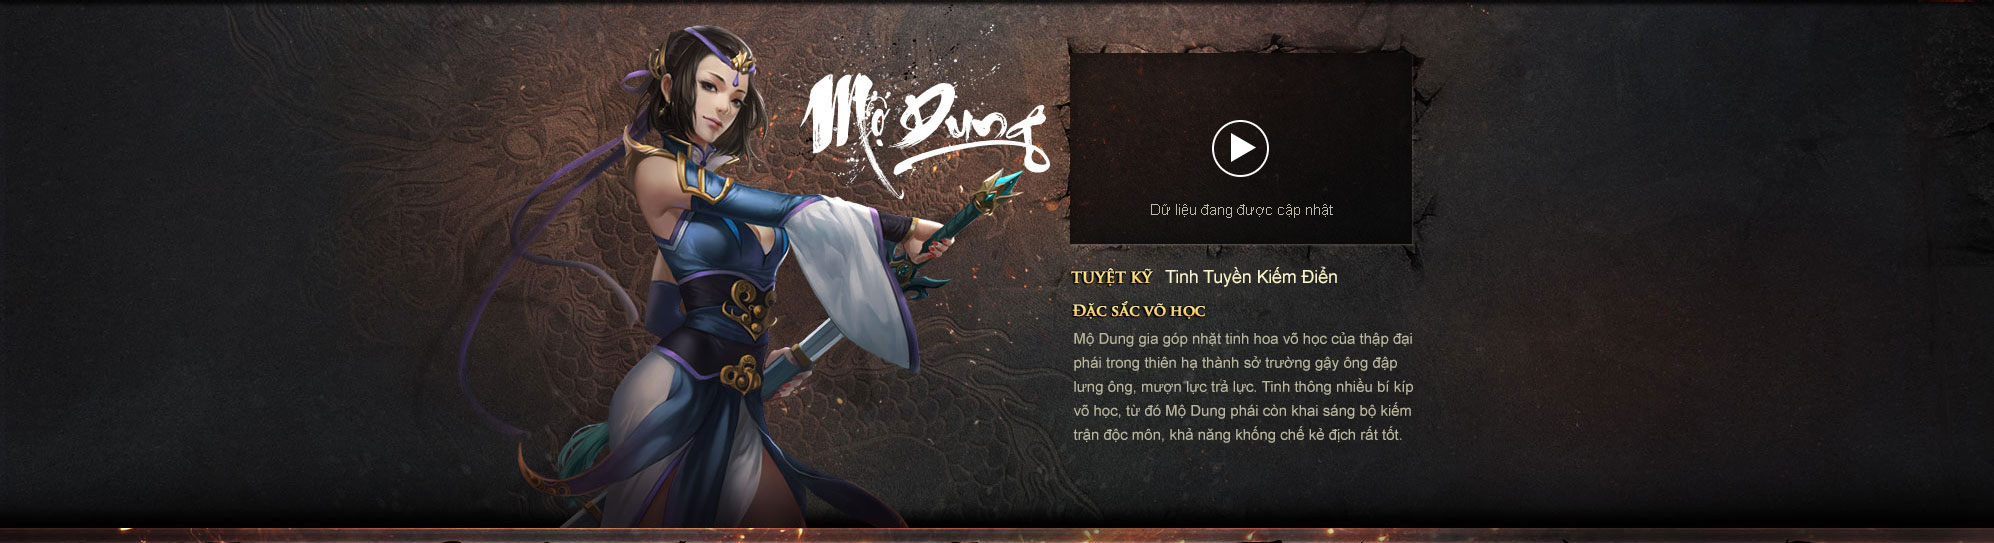 Mộ Dung
Dữ liệu đang được cập nhật
TUYỆT KỸ Tinh Tuyền Kiếm Điển
ĐẶC SẮC VÕ HỌC
Mộ Dung gia góp nhặt tinh hoa võ học của thập đại
phái trong thiên hạ thành sở trường gậy ông đập
lưng ông, mượn lực trả lực. Tinh thông nhiều bí kíp
võ học, từ đó Mộ Dung phái còn khai sáng bộ kiếm
trận độc môn, khả năng khống chế kẻ địch rất tốt.